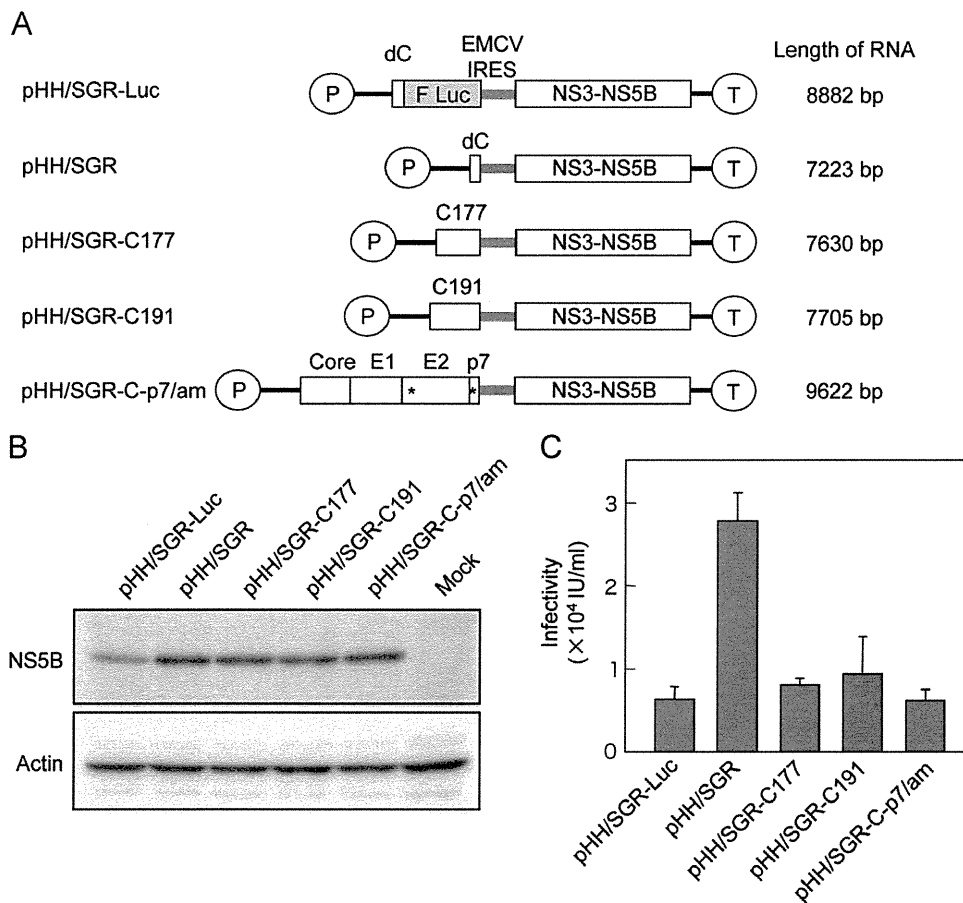 A
dC
EMCV
IRES
Length of RNA
pHH/SGR-Luc
P
F Luc
NS3-NS5B
T
8882 bp
dC
pHH/SGR
P
NS3-NS5B
T
7223 bp
C177
pHH/SGR-C177
P
NS3-NS5B
T
7630 bp
C191
pHH/SGR-C191
P
NS3-NS5B
T
7705 bp
Core E1 E2 p7
pHH/SGR-C-p7/am
P
* *
NS3-NS5B
T
9622 bp
B
pHH/SGR-Luc
pHH/SGR
pHH/SGR-C177
pHH/SGR-C191
pHH/SGR-C-p7/am
Mock
NS5B
Actin
C
Infectivity
(×10⁴ IU/ml)
3
2
1
0
pHH/SGR-Luc
pHH/SGR
pHH/SGR-C177
pHH/SGR-C191
pHH/SGR-C-p7/am